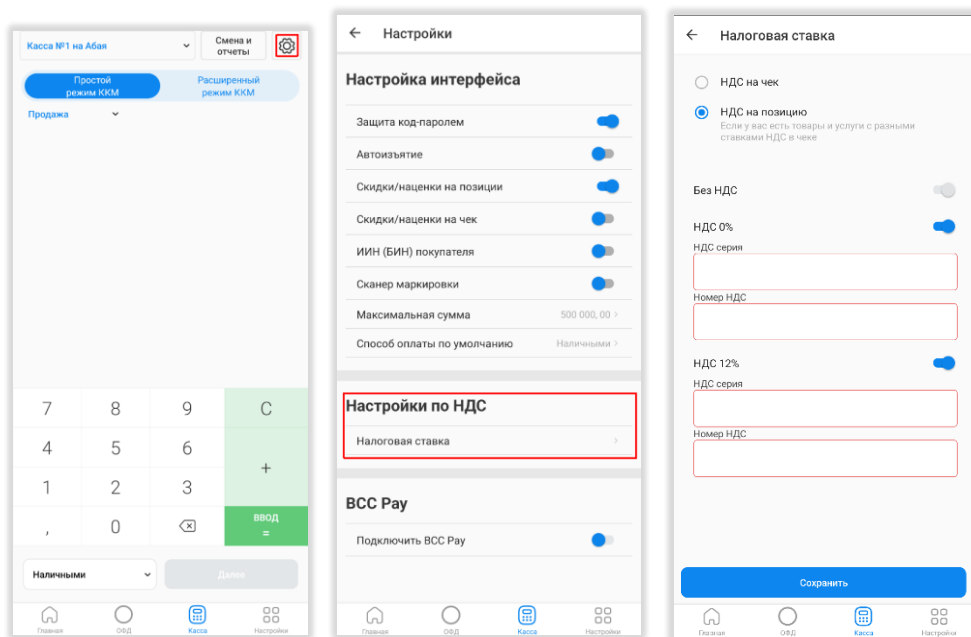 Касса №1 на Абая
Смена и
отчеты
Простой
режим ККМ
Расширенный
режим ККМ
Продажа
7 8 9 C
4 5 6
+
1 2 3
, 0
ВВОД
=
Наличными
Далее
Главная ОФД Касса Настройки
Настройки
Настройка интерфейса
Защита код-паролем
Автоизъятие
Скидки/наценки на позиции
Скидки/наценки на чек
ИИН (БИН) покупателя
Сканер маркировки
Максимальная сумма 500 000, 00 >
Способ оплаты по умолчанию Наличными >
Настройки по НДС
Налоговая ставка >
BCC Pay
Подключить BCC Pay
Главная ОФД Касса Настройки
Налоговая ставка
НДС на чек
НДС на позицию
Если у вас есть товары и услуги с разными
ставками НДС в чеке
Без НДС
НДС 0%
НДС серия
Номер НДС
НДС 12%
НДС серия
Номер НДС
Сохранить
Главная ОФД Касса Настройки